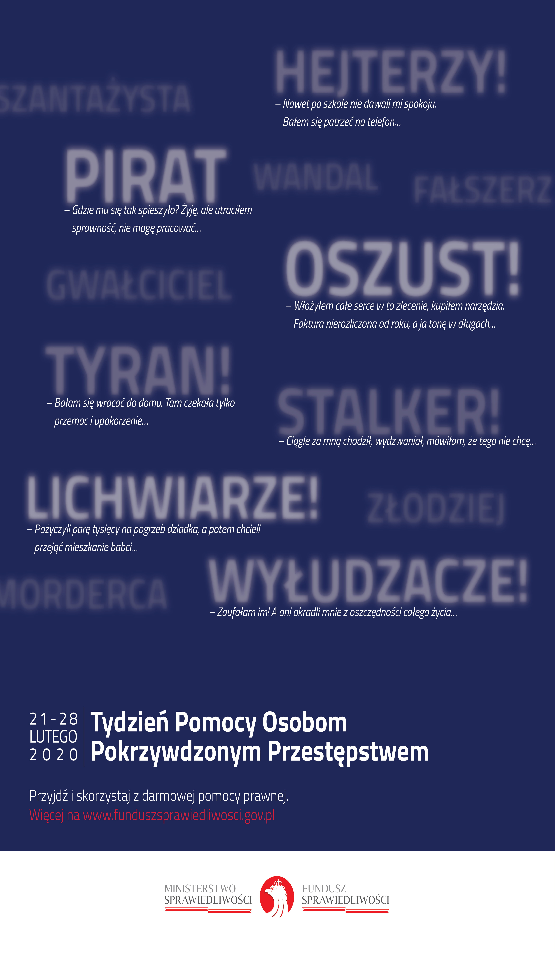 HEJTERZY!
SZANTAŻYSTA
– Nawet po szkole nie dawali mi spokoju.
Bałem się patrzeć na telefon...
PIRAT
WANDAL
FAŁSZERZ
– Gdzie mu się tak spieszyło? Żyję, ale utraciłem
sprawność, nie mogę pracować...
OSZUST!
GWAŁCICIEL
– Włożyłem całe serce w to zlecenie, kupiłem narzędzia.
Faktura nierozliczona od roku, a ja tonę w długach...
TYRAN!
– Bałam się wracać do domu. Tam czekała tylko
przemoc i upokorzenie...
STALKER!
– Ciągle za mną chodził, wydzwaniał, mówiłam, że tego nie chcę..
LICHWIARZE!
ZŁODZIEJ
– Pożyczyli parę tysięcy na pogrzeb dziadka, a potem chcieli
przejąć mieszkanie babci...
MORDERCA
WYŁUDZACZE!
– Zaufałam im! A oni okradli mnie z oszczędności całego życia...
21-28
LUTEGO
2020
Tydzień Pomocy Osobom
Pokrzywdzonym Przestępstwem
Przyjdź i skorzystaj z darmowej pomocy prawnej.
Więcej na www.funduszsprawiedliwosci.gov.pl
MINISTERSTWO
SPRAWIEDLIWOŚCI
FUNDUSZ
SPRAWIEDLIWOŚCI